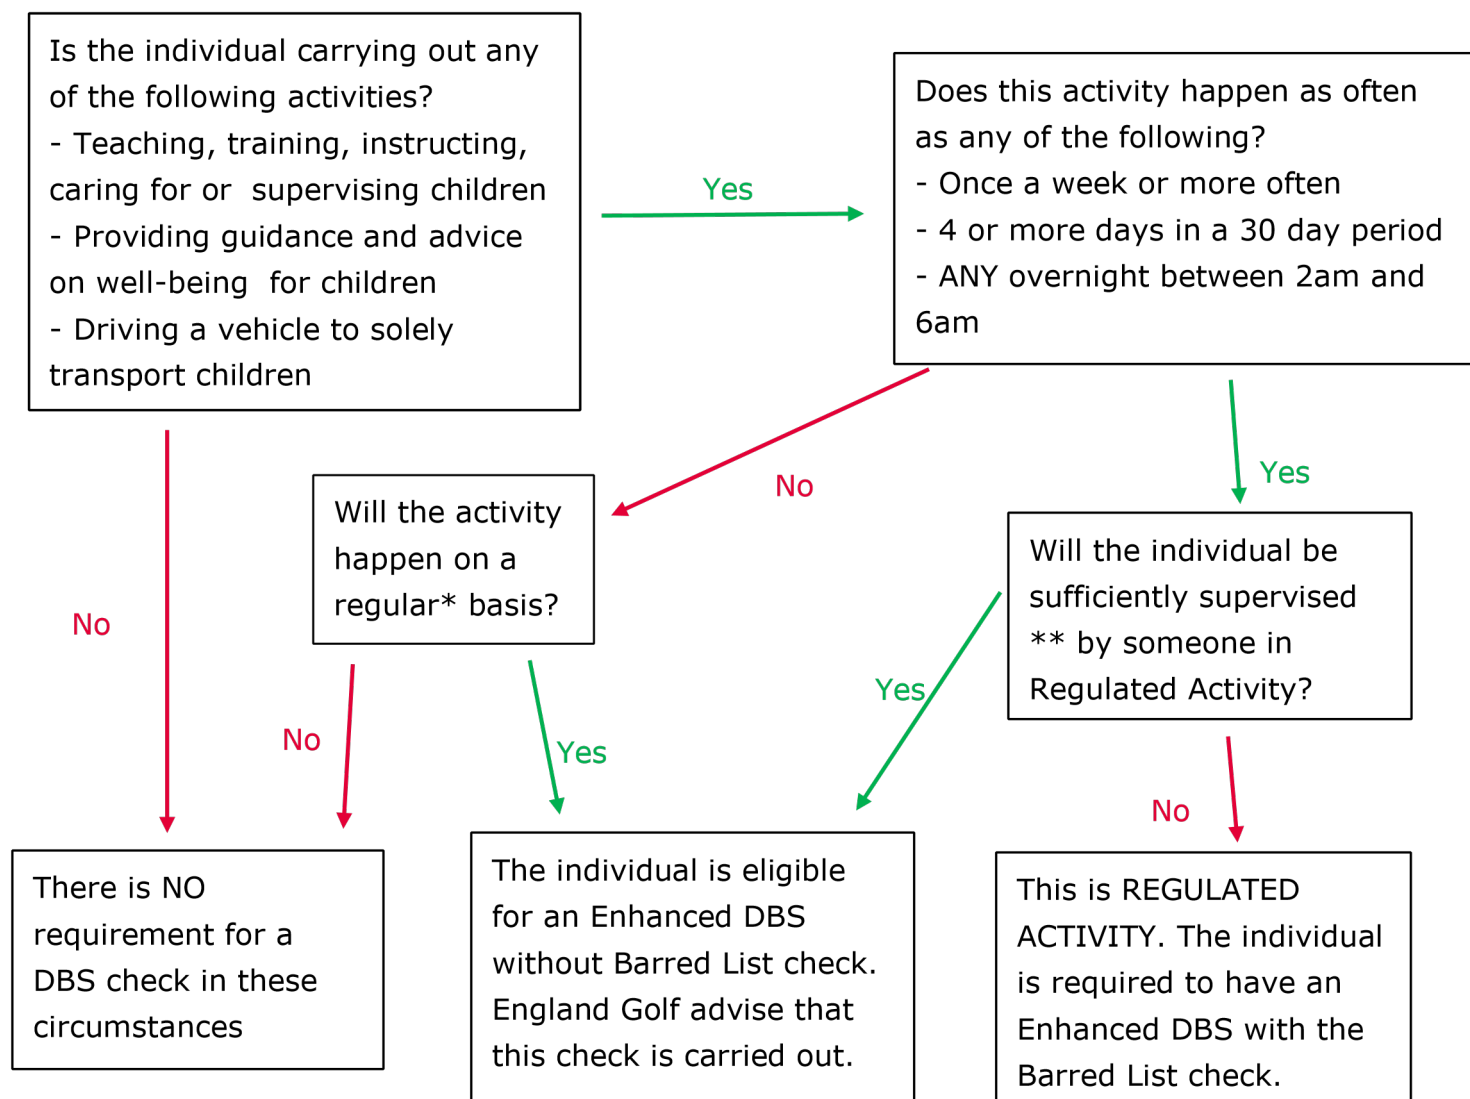 Is the individual carrying out any
of the following activities?
- Teaching, training, instructing,
caring for or  supervising children
- Providing guidance and advice
on well-being  for children
- Driving a vehicle to solely
transport children
Yes
Does this activity happen as often
as any of the following?
- Once a week or more often
- 4 or more days in a 30 day period
- ANY overnight between 2am and
6am
No
Yes
Will the activity
happen on a
regular* basis?
Will the individual be
sufficiently supervised
** by someone in
Regulated Activity?
No
No
Yes
Yes
No
There is NO
requirement for a
DBS check in these
circumstances
The individual is eligible
for an Enhanced DBS
without Barred List check.
England Golf advise that
this check is carried out.
This is REGULATED
ACTIVITY. The individual
is required to have an
Enhanced DBS with the
Barred List check.